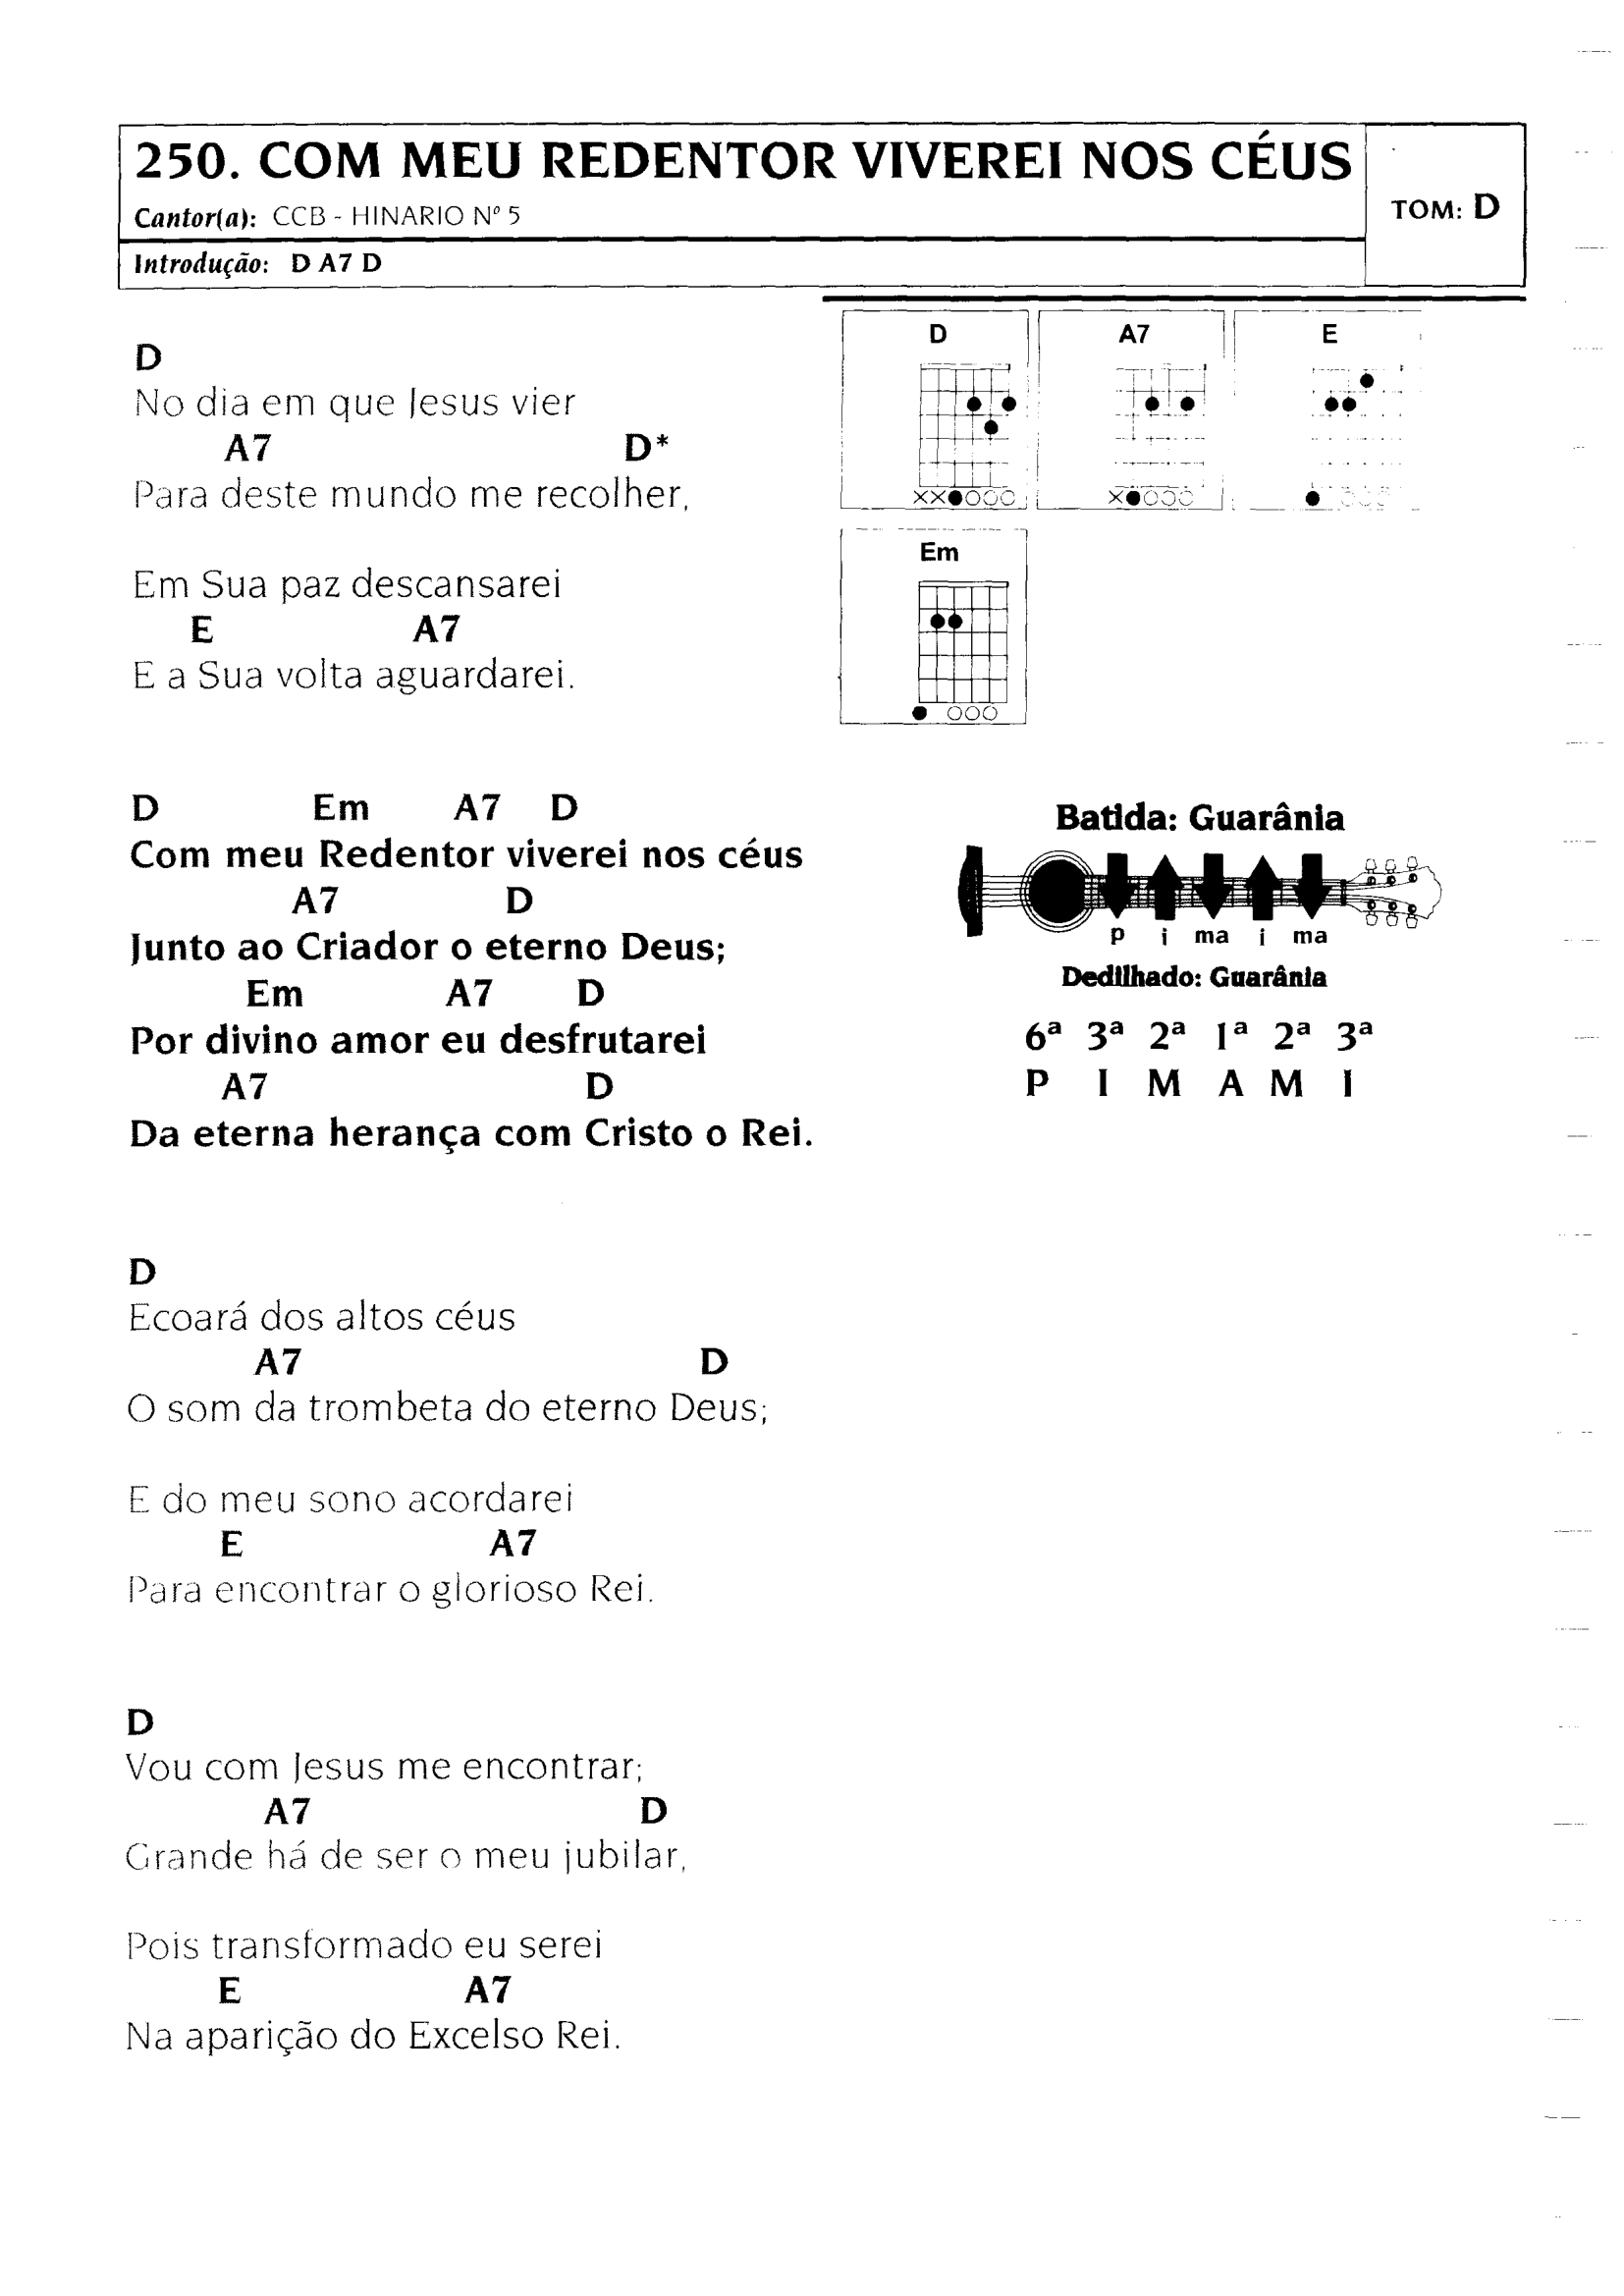 250. COM MEU REDENTOR VIVEREI NOS CÉUS
Cantor(a): CCB - HINARIO Nº 5
TOM: D
Introdução: D A7 D
D
No dia em que Jesus vier
A7 D*
Para deste mundo me recolher,
Em Sua paz descansarei
E A7
E a Sua volta aguardarei.
D Em A7 D
Com meu Redentor viverei nos céus
A7 D
Junto ao Criador o eterno Deus;
Em A7 D
Por divino amor eu desfrutarei
A7 D
Da eterna herança com Cristo o Rei.
D
Ecoará dos altos céus
A7 D
O som da trombeta do eterno Deus;
E do meu sono acordarei
E A7
Para encontrar o glorioso Rei.
D
Vou com Jesus me encontrar;
A7 D
Grande há de ser o meu jubilar,
Pois transformado eu serei
E A7
Na aparição do Excelso Rei.
D A7 E
Em
Batida: Guarânia
p i ma i ma
Dedilhado: Guarânia
6ª 3ª 2ª 1ª 2ª 3ª
P I M A M I